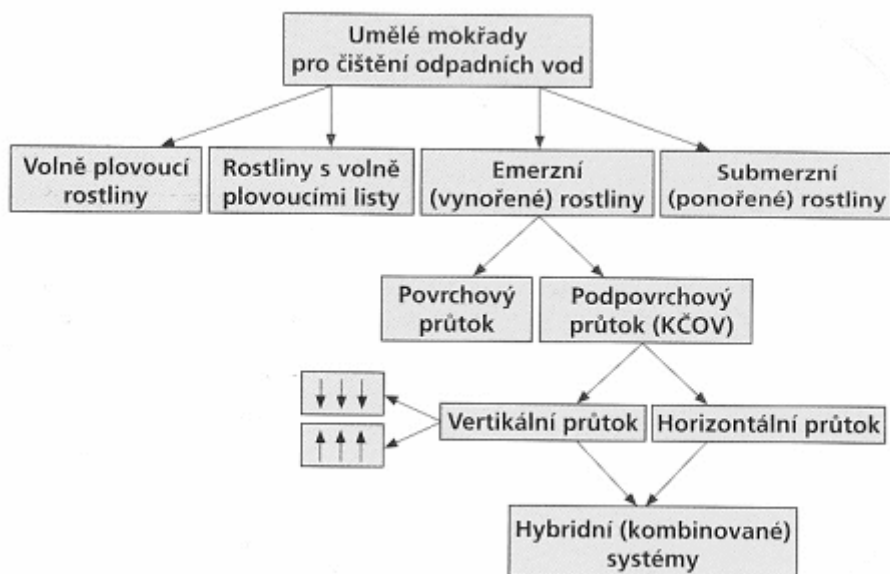 Umělé mokřady
pro čištění odpadních vod
Volně plovoucí
rostliny
Rostliny s volně
plovoucími listy
Emerzní
(vynořené) rostliny
Submerzní
(ponořené) rostliny
Povrchový
průtok
Podpovrchový
průtok (KČOV)
Vertikální průtok
Horizontální průtok
Hybridní (kombinované)
systémy